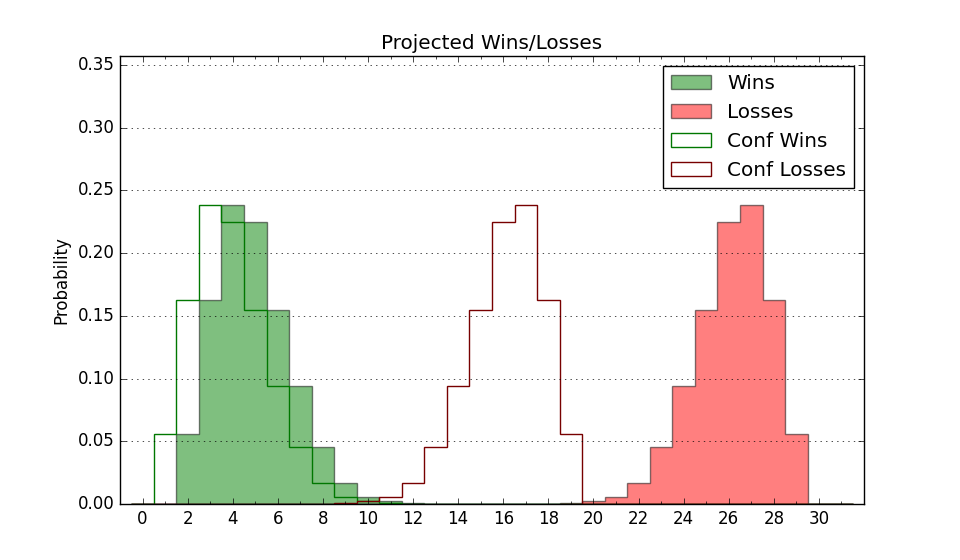 Projected Wins/Losses
Probability
0.35
0.30
0.25
0.20
0.15
0.10
0.05
0.00
Wins
Losses
Conf Wins
Conf Losses
0 2 4 6 8 10 12 14 16 18 20 22 24 26 28 30